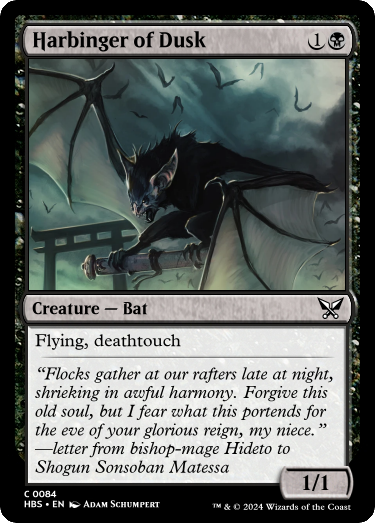 Harbinger of Dusk 1
Creature — Bat
Flying, deathtouch
“Flocks gather at our rafters late at night,
shrieking in awful harmony. Forgive this
old soul, but I fear what this portends for
the eve of your glorious reign, my niece.”
—letter from bishop-mage Hideto to
Shogun Sonsoban Matessa
1/1
C 0084
HBS • EN Adam Schumpert
™ & © 2024 Wizards of the Coast